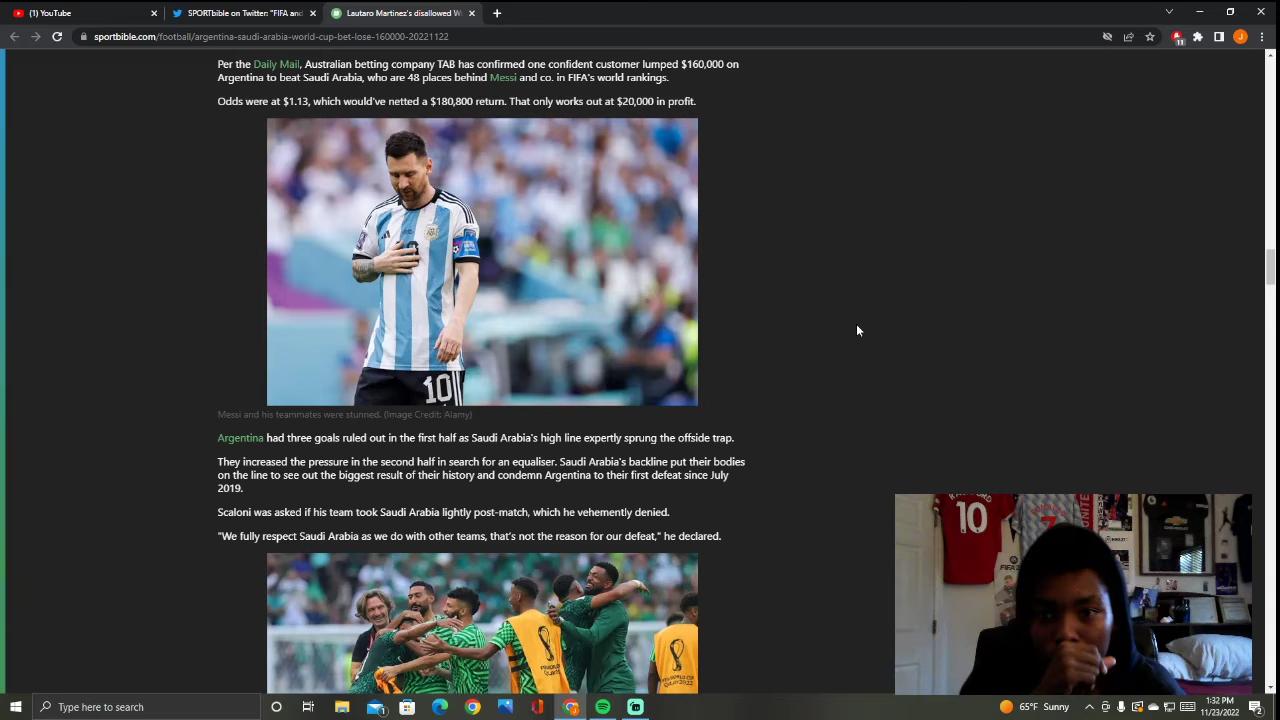 (1) YouTube
SPORTbible on Twitter: "FIFA and
Lautaro Martinez's disallowed W
sportbible.com/football/argentina-saudi-arabia-world-cup-bet-lose-160000-20221122
11
J
Per the Daily Mail, Australian betting company TAB has confirmed one confident customer lumped $160,000 on
Argentina to beat Saudi Arabia, who are 48 places behind Messi and co. in FIFA's world rankings.
Odds were at $1.13, which would've netted a $180,800 return. That only works out at $20,000 in profit.
10
Messi and his teammates were stunned. (Image Credit: Alamy)
Argentina had three goals ruled out in the first half as Saudi Arabia's high line expertly sprung the offside trap.
They increased the pressure in the second half in search for an equaliser. Saudi Arabia's backline put their bodies
on the line to see out the biggest result of their history and condemn Argentina to their first defeat since July
2019.
Scaloni was asked if his team took Saudi Arabia lightly post-match, which he vehemently denied.
"We fully respect Saudi Arabia as we do with other teams, that's not the reason for our defeat," he declared.
10
7
Type here to search
1
65°F Sunny
1:32 PM
11/23/2022
2